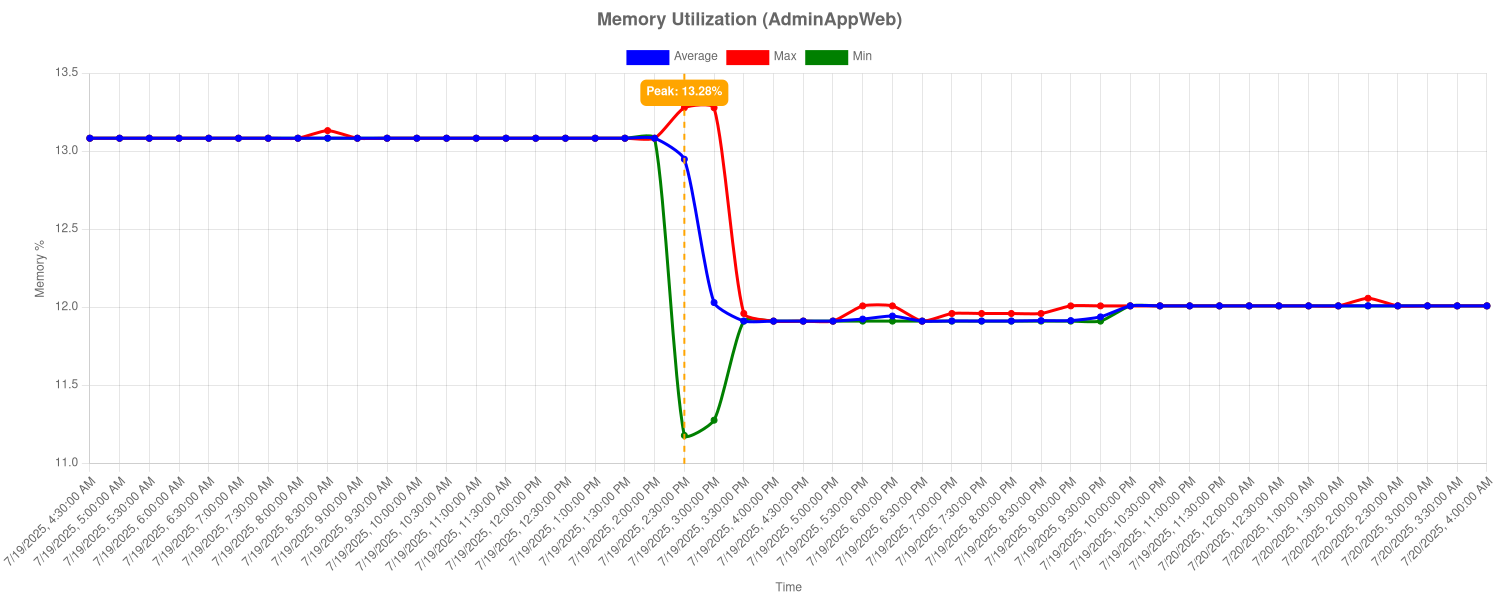 Memory Utilization (AdminAppWeb)
Average Max Min
Peak: 13.28%
13.5
13.0
12.5
12.0
11.5
11.0
Memory %
7/19/2025, 4:30:00 AM
7/19/2025, 5:00:00 AM
7/19/2025, 5:30:00 AM
7/19/2025, 6:00:00 AM
7/19/2025, 6:30:00 AM
7/19/2025, 7:00:00 AM
7/19/2025, 7:30:00 AM
7/19/2025, 8:00:00 AM
7/19/2025, 8:30:00 AM
7/19/2025, 9:00:00 AM
7/19/2025, 9:30:00 AM
7/19/2025, 10:00:00 AM
7/19/2025, 10:30:00 AM
7/19/2025, 11:00:00 AM
7/19/2025, 11:30:00 AM
7/19/2025, 12:00:00 PM
7/19/2025, 12:30:00 PM
7/19/2025, 1:00:00 PM
7/19/2025, 1:30:00 PM
7/19/2025, 2:00:00 PM
7/19/2025, 2:30:00 PM
7/19/2025, 3:00:00 PM
7/19/2025, 3:30:00 PM
7/19/2025, 4:00:00 PM
7/19/2025, 4:30:00 PM
7/19/2025, 5:00:00 PM
7/19/2025, 5:30:00 PM
7/19/2025, 6:00:00 PM
7/19/2025, 6:30:00 PM
7/19/2025, 7:00:00 PM
7/19/2025, 7:30:00 PM
7/19/2025, 8:00:00 PM
7/19/2025, 8:30:00 PM
7/19/2025, 9:00:00 PM
7/19/2025, 9:30:00 PM
7/19/2025, 10:00:00 PM
7/19/2025, 10:30:00 PM
7/19/2025, 11:00:00 PM
7/19/2025, 11:30:00 PM
7/20/2025, 12:00:00 AM
7/20/2025, 12:30:00 AM
7/20/2025, 1:00:00 AM
7/20/2025, 1:30:00 AM
7/20/2025, 2:00:00 AM
7/20/2025, 2:30:00 AM
7/20/2025, 3:00:00 AM
7/20/2025, 3:30:00 AM
7/20/2025, 4:00:00 AM
Time